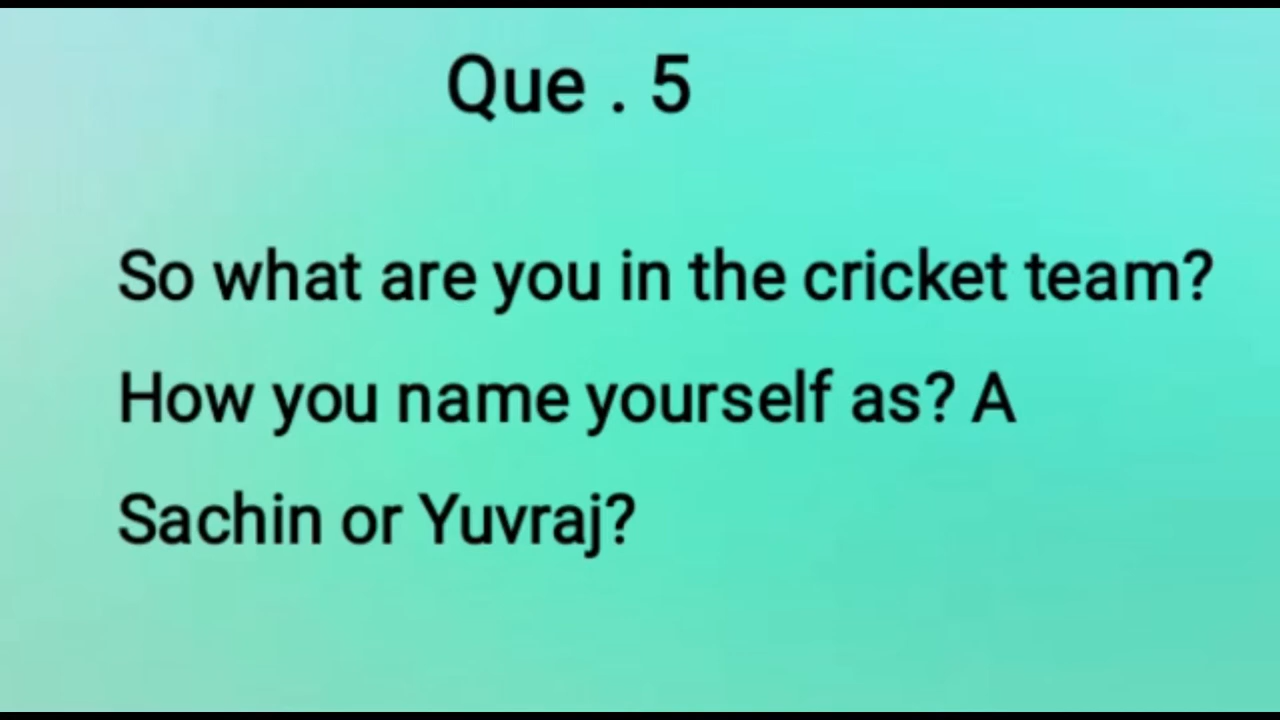 Que . 5
So what are you in the cricket team?
How you name yourself as? A
Sachin or Yuvraj?